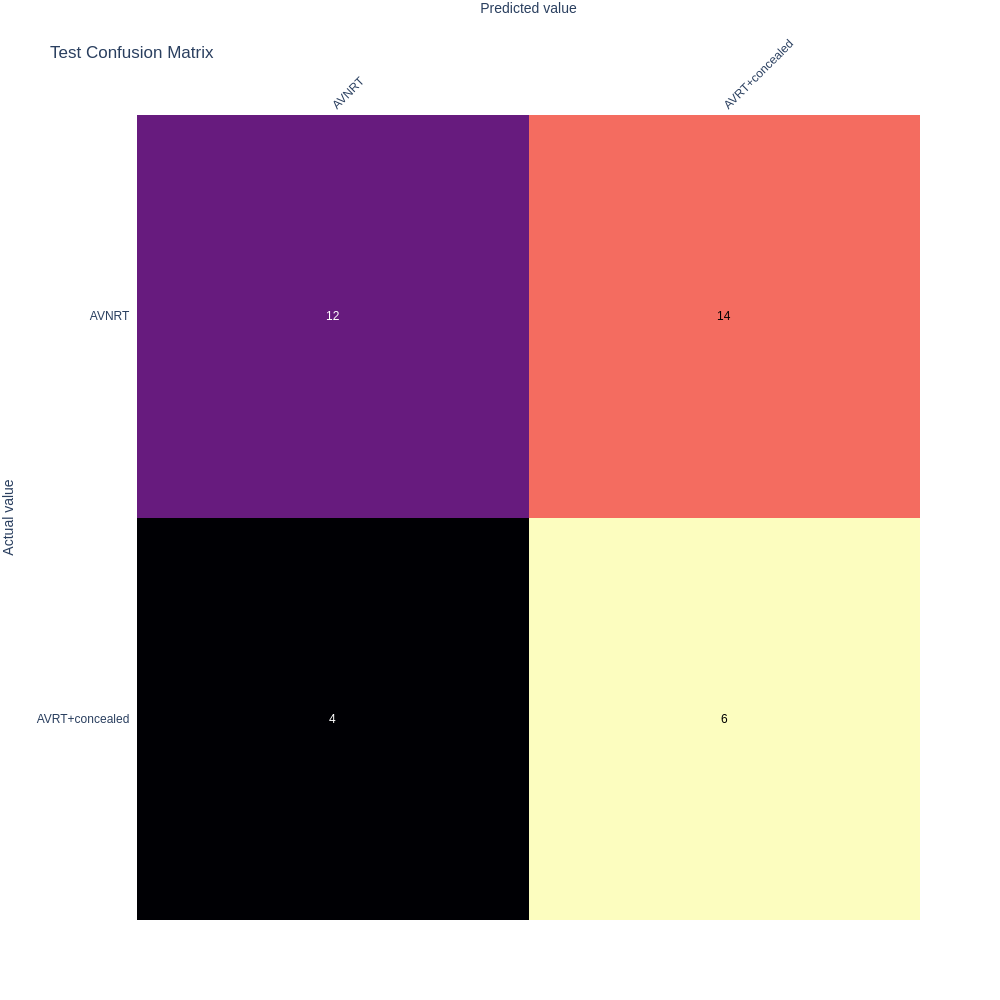 Predicted value
Test Confusion Matrix
AVNRT
AVRT+concealed
AVNRT
12
14
Actual value
AVRT+concealed
4
6